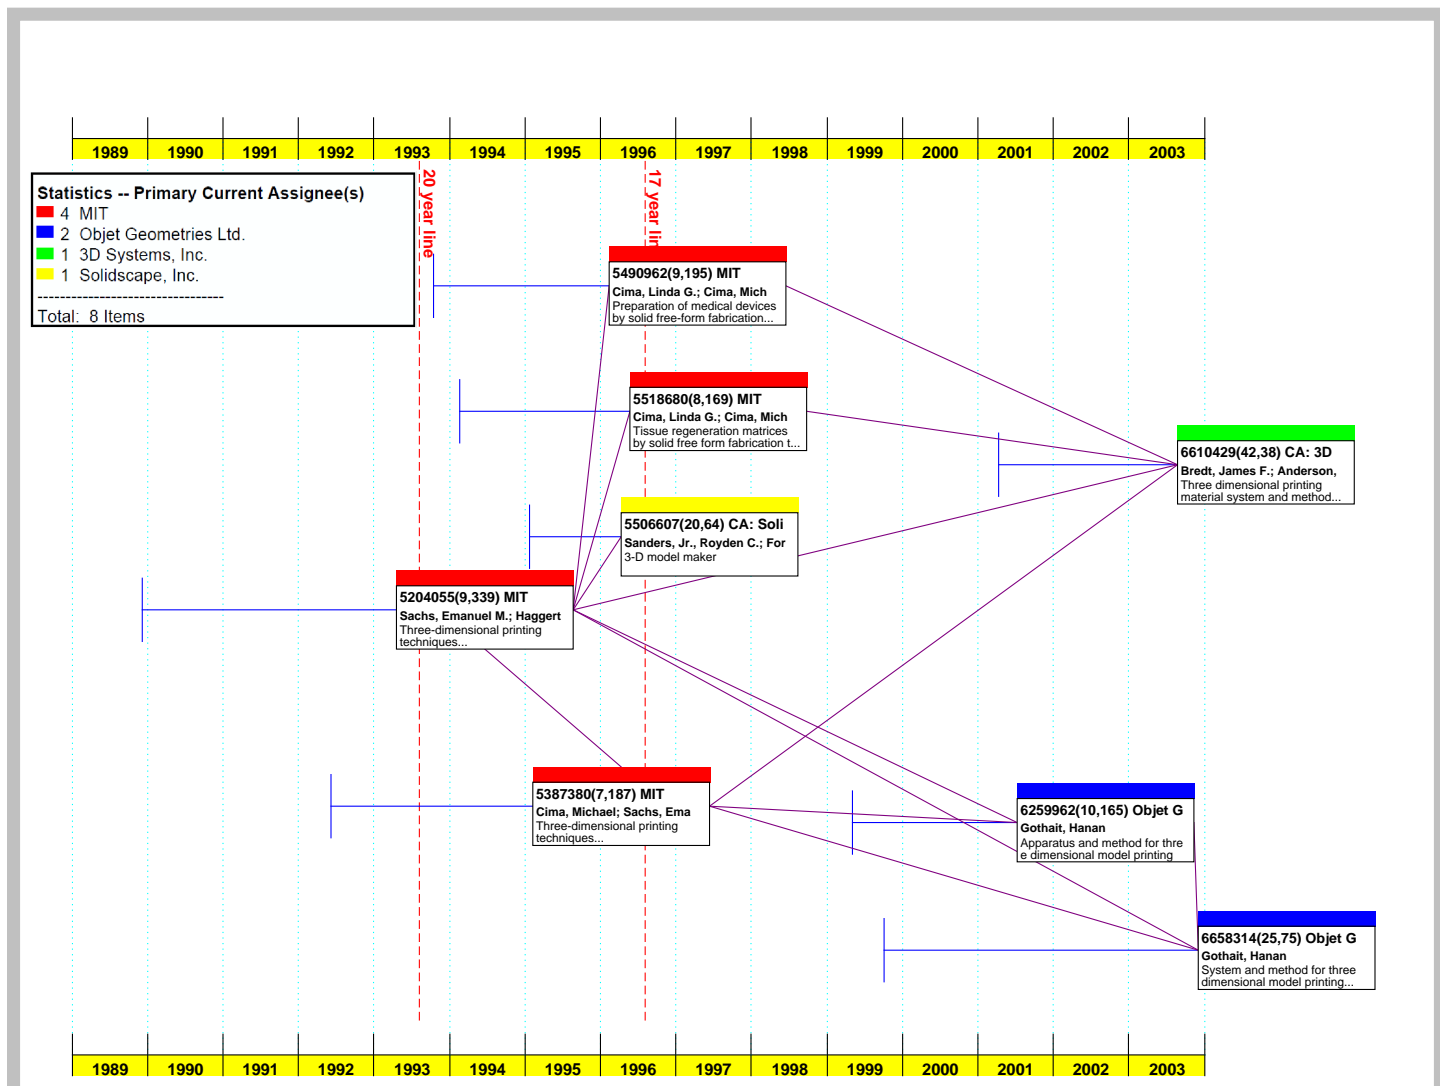 1989 1990 1991 1992 1993 1994 1995 1996 1997 1998 1999 2000 2001 2002 2003
Statistics -- Primary Current Assignee(s)
4 MIT
2 Objet Geometries Ltd.
1 3D Systems, Inc.
1 Solidscape, Inc.
----------------------------------
Total: 8 Items
20 year line
17 year lin
5490962(9,195) MIT
Cima, Linda G.; Cima, Mich
Preparation of medical devices
by solid free-form fabrication...
5518680(8,169) MIT
Cima, Linda G.; Cima, Mich
Tissue regeneration matrices
by solid free form fabrication t...
6610429(42,38) CA: 3D
Bredt, James F.; Anderson,
Three dimensional printing
material system and method...
5506607(20,64) CA: Soli
Sanders, Jr., Royden C.; For
3-D model maker
5204055(9,339) MIT
Sachs, Emanuel M.; Haggert
Three-dimensional printing
techniques...
5387380(7,187) MIT
Cima, Michael; Sachs, Ema
Three-dimensional printing
techniques...
6259962(10,165) Objet G
Gothait, Hanan
Apparatus and method for thre
e dimensional model printing
6658314(25,75) Objet G
Gothait, Hanan
System and method for three
dimensional model printing...
1989 1990 1991 1992 1993 1994 1995 1996 1997 1998 1999 2000 2001 2002 2003